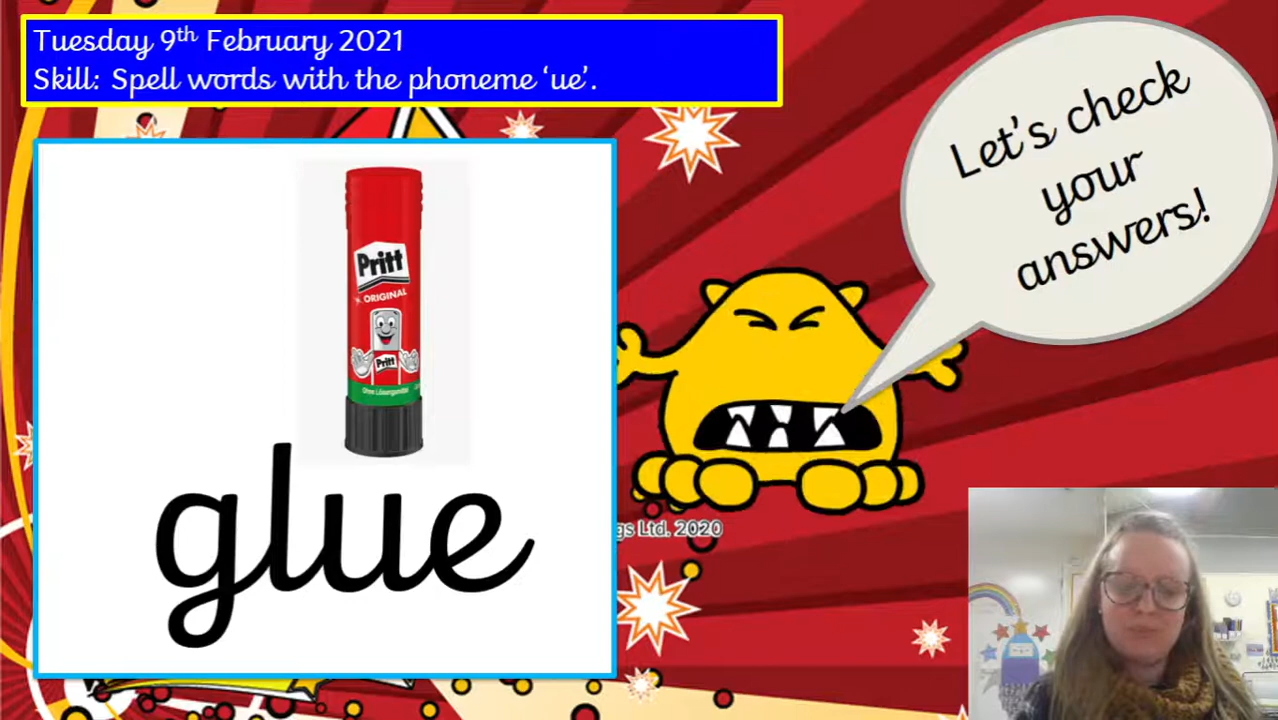 Tuesday 9th February 2021
Skill: Spell words with the phoneme ‘ue’.
Let's check
your
answers!
Pritt
ORIGINAL
Pritt
glue
gs Ltd. 2020